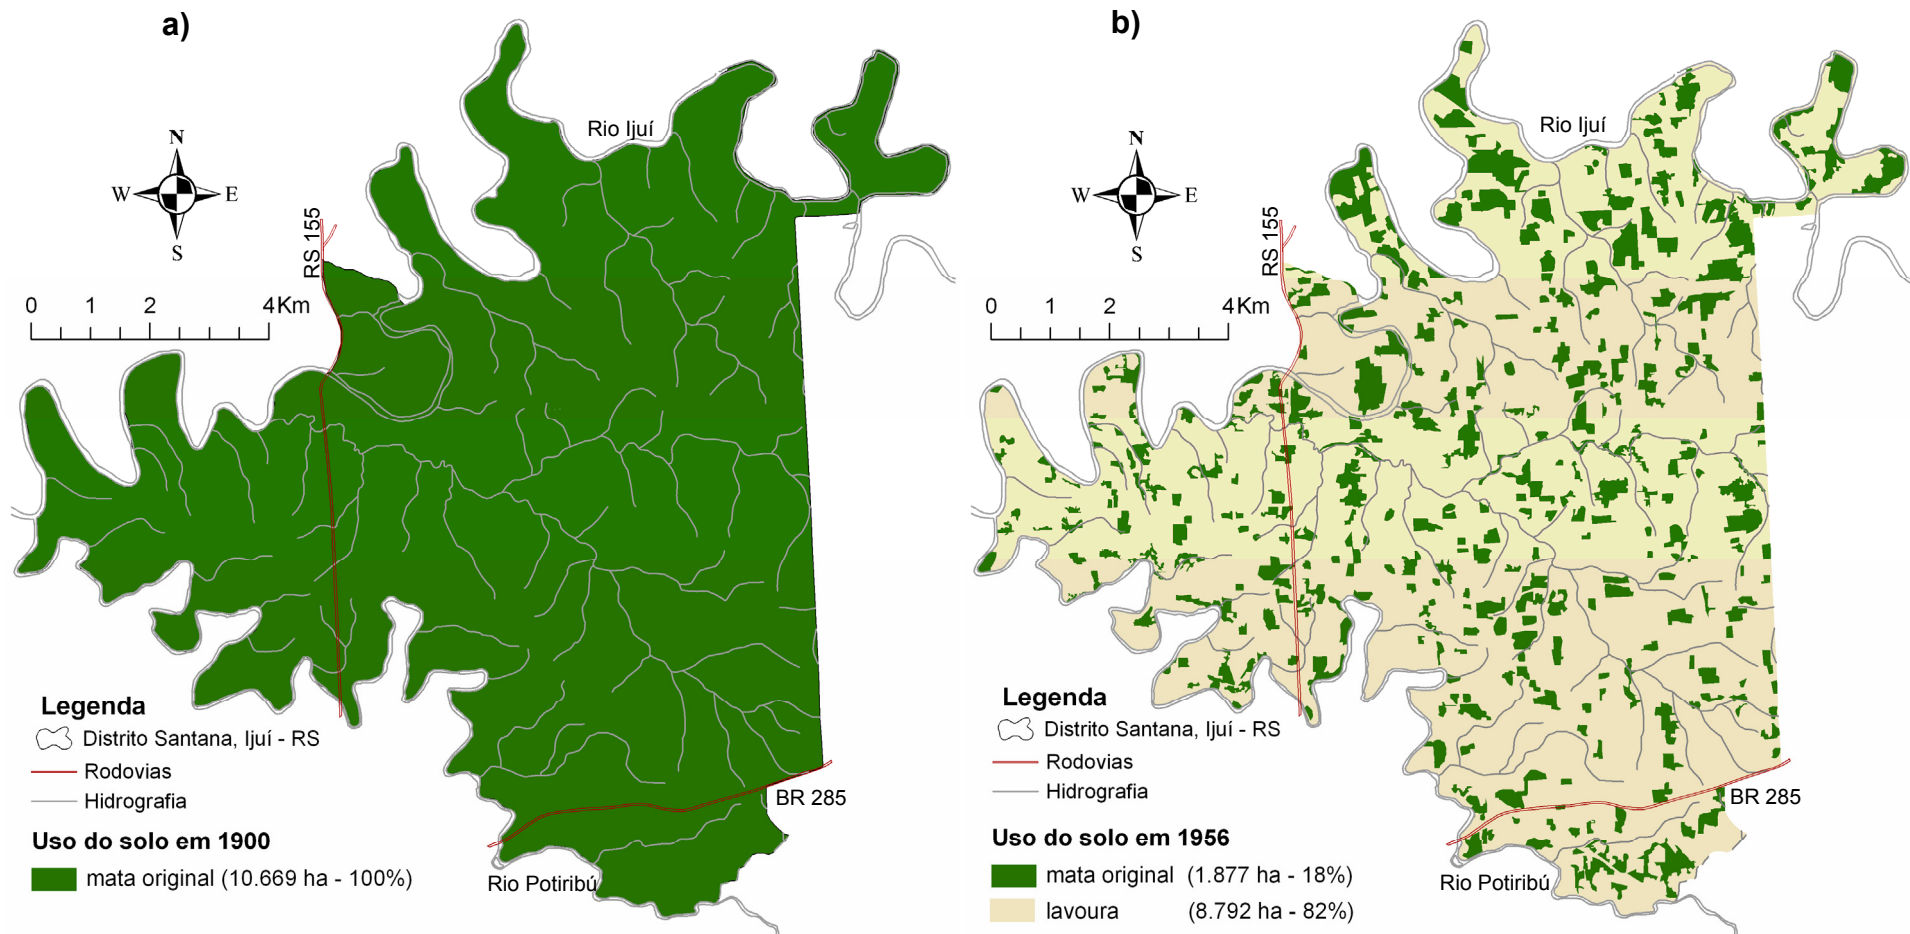 a)
Rio Ijuí
N
W E
S
RS 155
0 1 2 4Km
Legenda
Distrito Santana, Ijuí - RS
Rodovias
Hidrografia
Uso do solo em 1900
mata original (10.669 ha - 100%)
BR 285
Rio Potiribú
b)
Rio Ijuí
N
W E
S
RS 155
0 1 2 4Km
Legenda
Distrito Santana, Ijuí - RS
Rodovias
Hidrografia
Uso do solo em 1956
mata original (1.877 ha - 18%)
lavoura (8.792 ha - 82%)
BR 285
Rio Potiribú